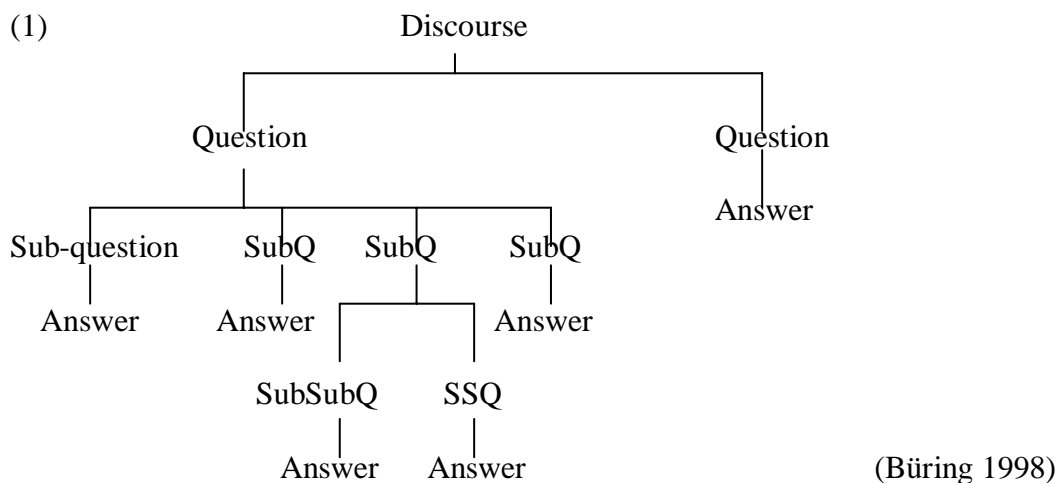 (1) Discourse
Question Question
Answer
Sub-question SubQ SubQ SubQ
Answer Answer Answer
SubSubQ SSQ
Answer Answer (Büring 1998)